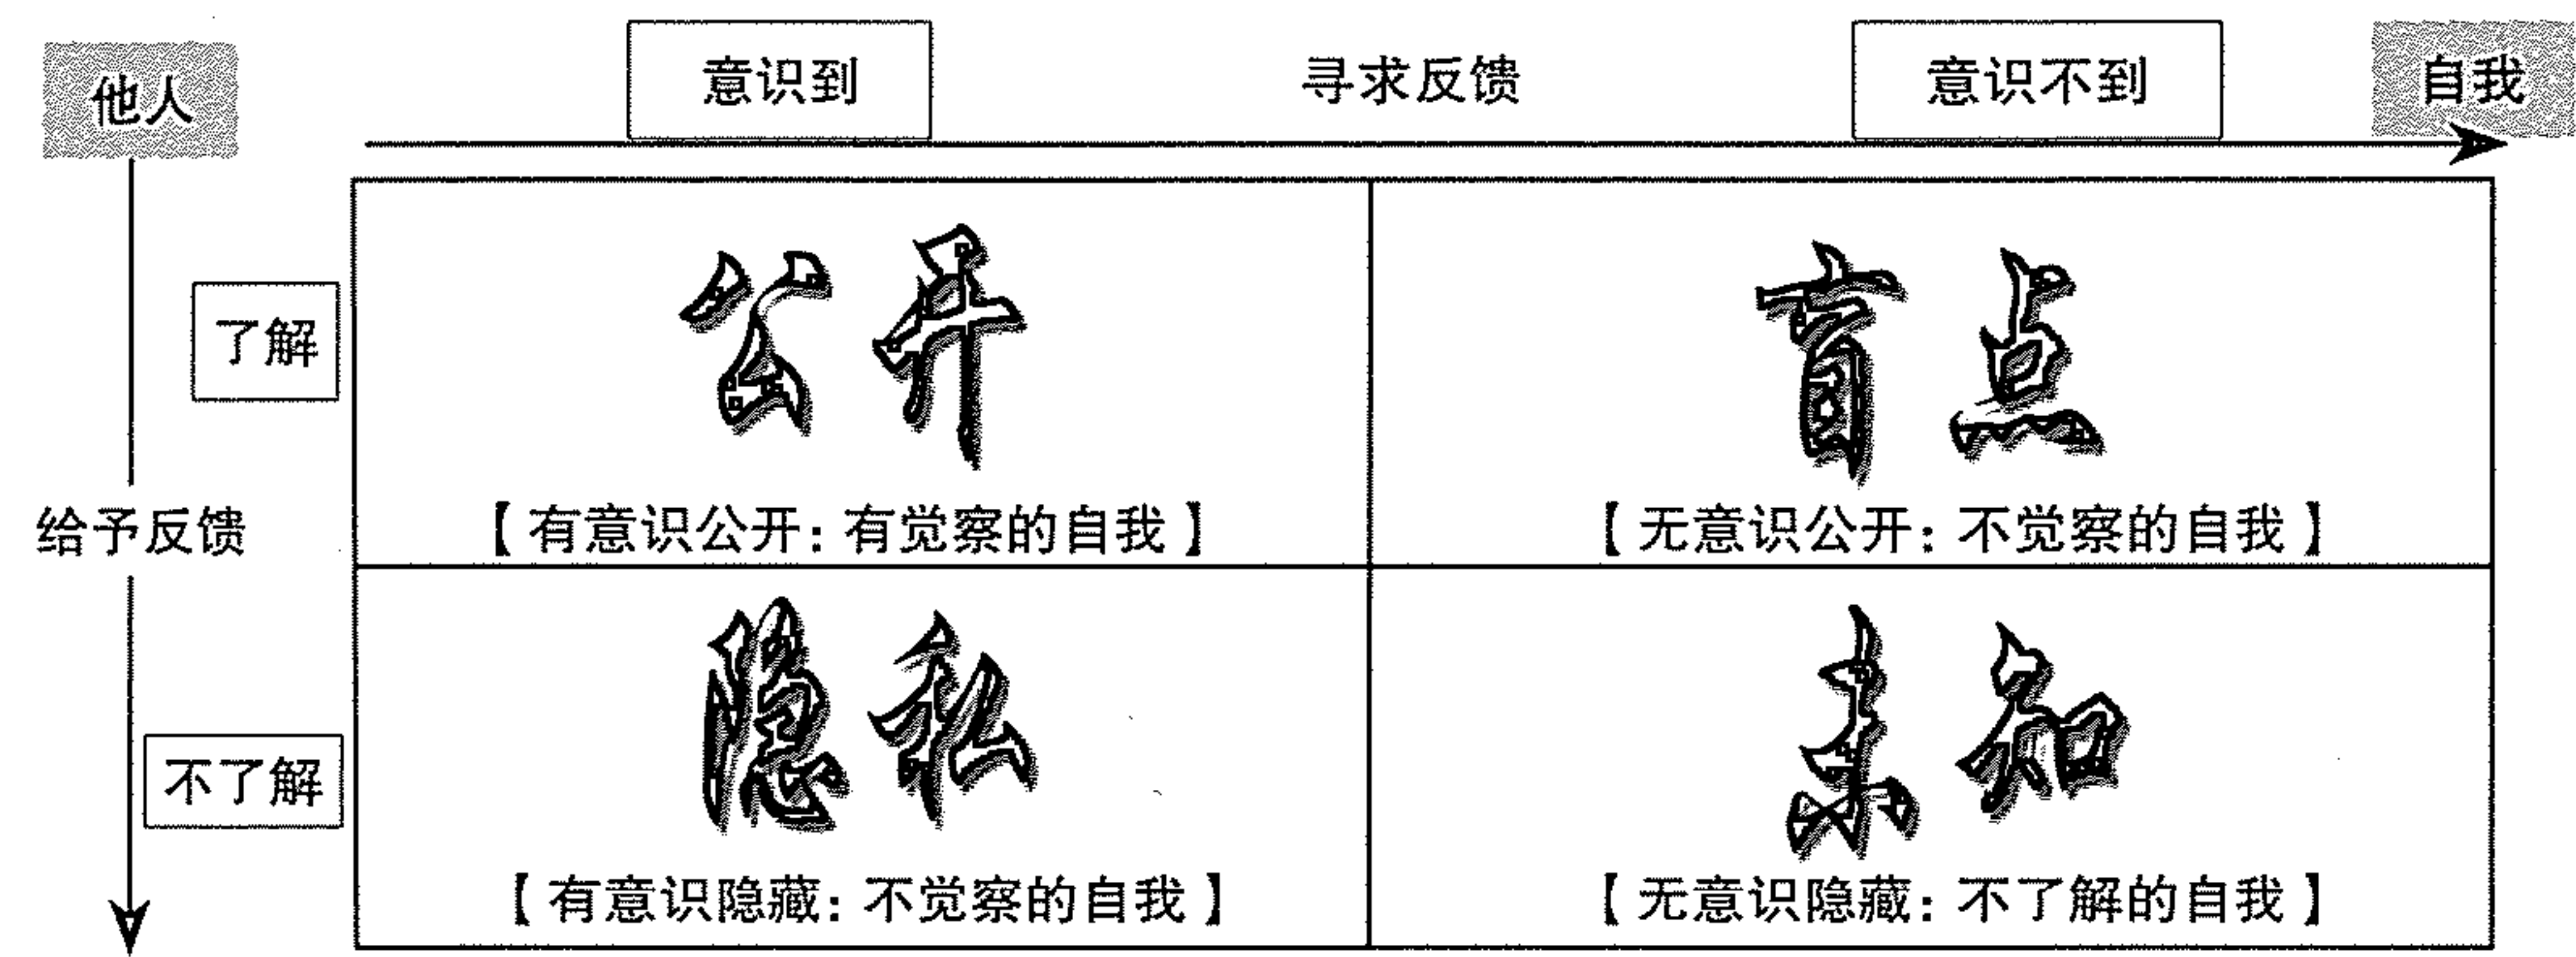 他人
意识到
寻求反馈
意识不到
自我
了解
给予反馈
不了解
公开
【有意识公开：有觉察的自我】
盲点
【无意识公开：不觉察的自我】
隐私
【有意识隐藏：不觉察的自我】
未知
【无意识隐藏：不了解的自我】